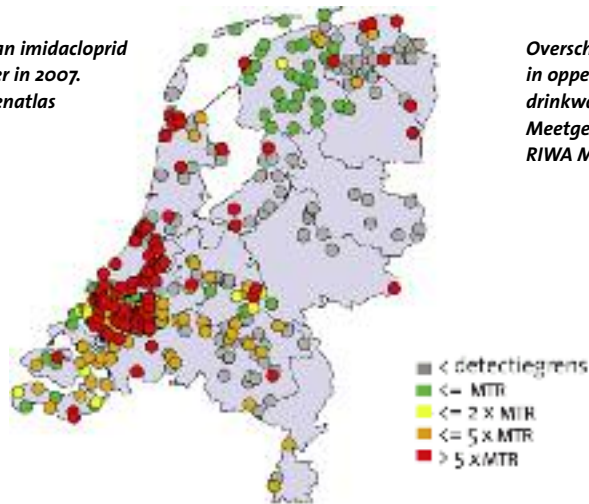 an imidacloprid
er in 2007.
enatlas
Oversch
in oppe
drinkwa
Meetge
RIWA M
< detectiegrens
<= MTR
<= 2 x MTR
<= 5 x MTR
> 5 x MTR